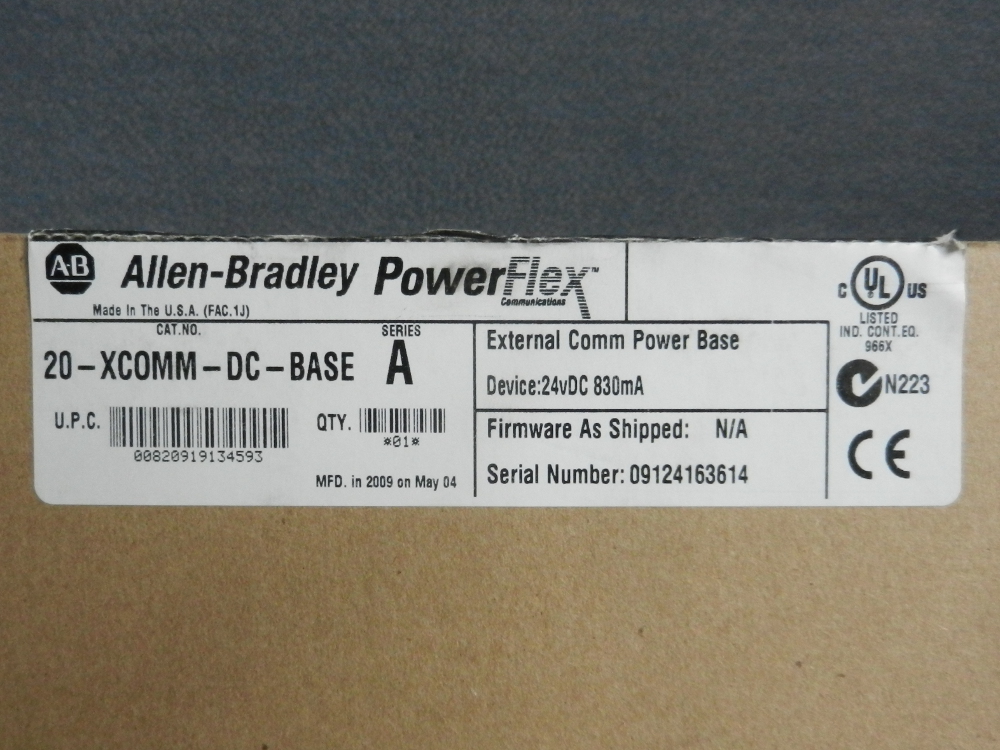 A-B Allen-Bradley PowerFlex™
Communications
Made In The U.S.A. (FAC.1J)
CAT.NO. SERIES
20-XCOMM-DC-BASE A
U.P.C. QTY.
00820919134593 *01*
MFD. in 2009 on May 04
External Comm Power Base
Device:24vDC 830mA
Firmware As Shipped: N/A
Serial Number: 09124163614
C UL US
LISTED
IND. CONT.EQ.
966X
N223
CE